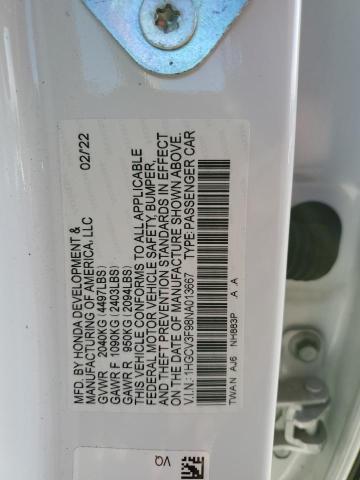 MFD. BY HONDA DEVELOPMENT & 02/22
MANUFACTURING OF AMERICA, LLC
GVWR 2040KG (4497LBS)
GAWR F 1090KG (2403LBS)
GAWR R 950KG (2094LBS)
THIS VEHICLE CONFORMS TO ALL APPLICABLE
FEDERAL MOTOR VEHICLE SAFETY, BUMPER,
AND THEFT PREVENTION STANDARDS IN EFFECT
ON THE DATE OF MANUFACTURE SHOWN ABOVE.
V.I.N.: 1HGCV3F98NA013667 TYPE: PASSENGER CAR
TWAN AJ6 NH883P A A
VQ